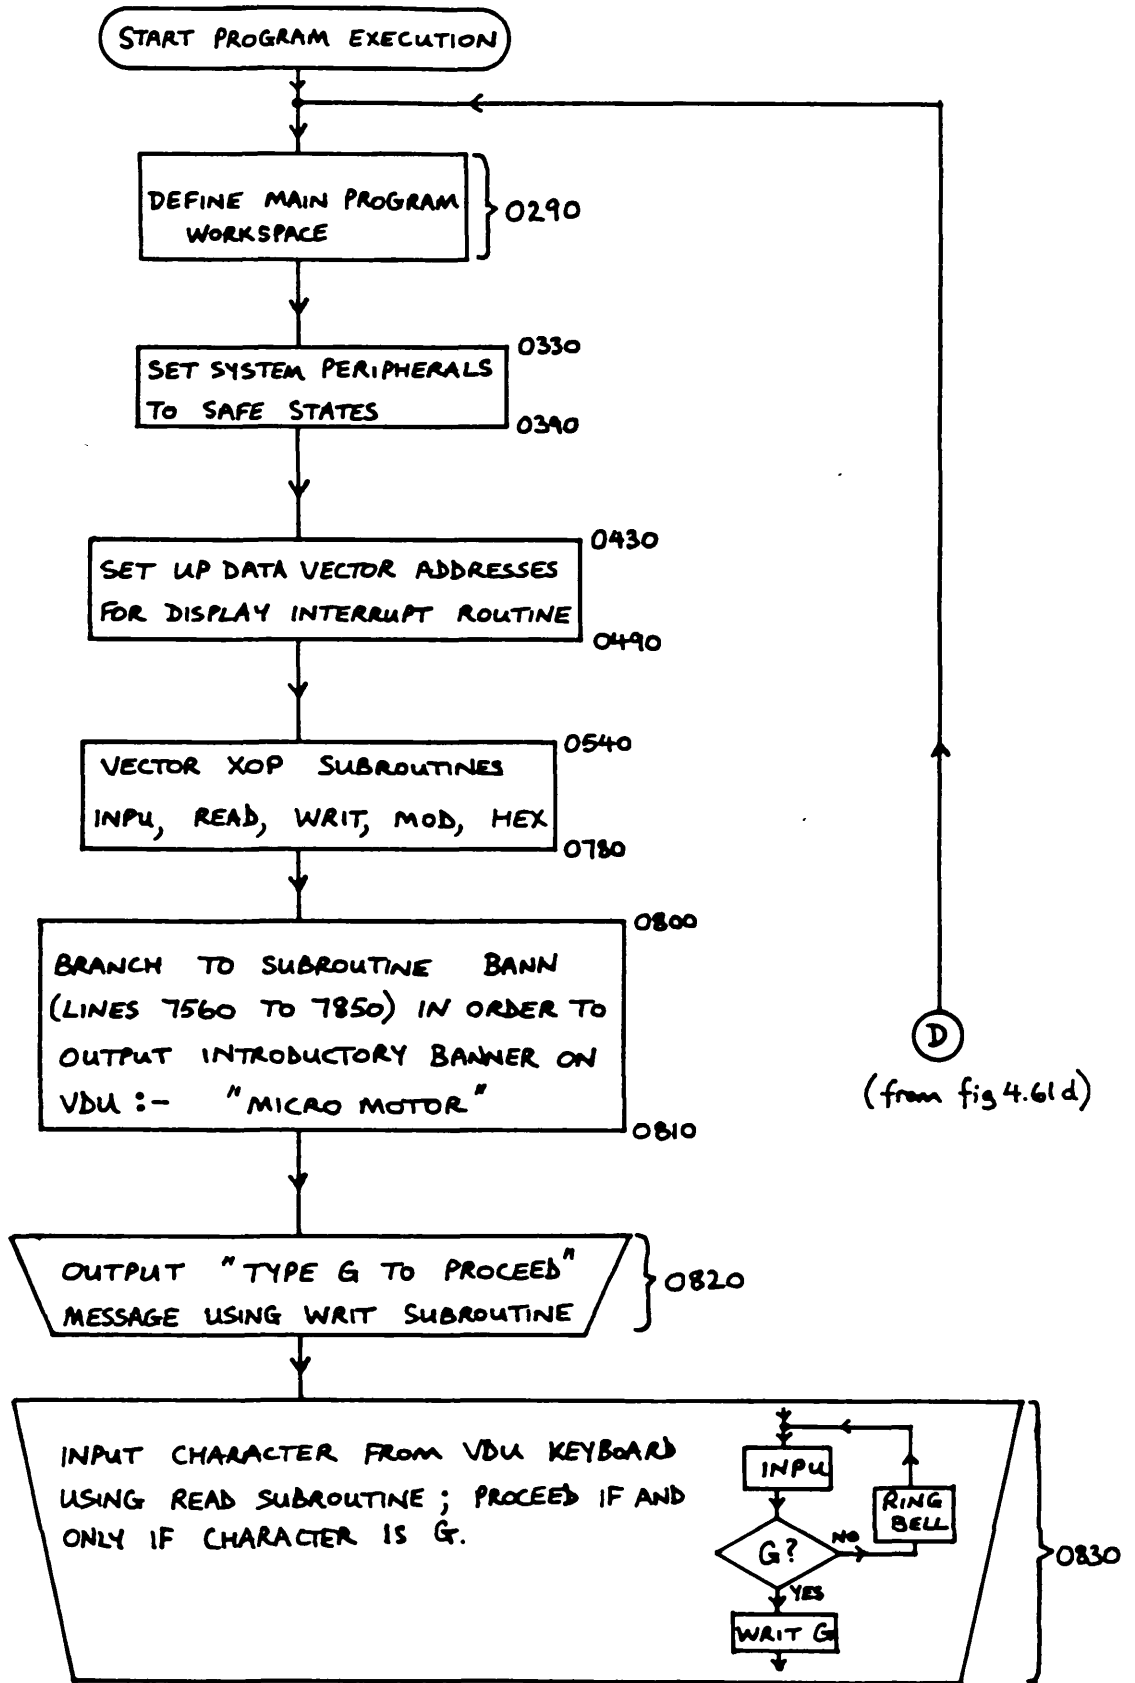 START PROGRAM EXECUTION
DEFINE MAIN PROGRAM
WORKSPACE
0290
0330
SET SYSTEM PERIPHERALS
TO SAFE STATES
0390
0430
SET UP DATA VECTOR ADDRESSES
FOR DISPLAY INTERRUPT ROUTINE
0490
0540
VECTOR XOP SUBROUTINES
INPU, READ, WRIT, MOD, HEX
0780
0800
BRANCH TO SUBROUTINE BANN
(LINES 7560 TO 7850) IN ORDER TO
OUTPUT INTRODUCTORY BANNER ON
VDU :- "MICRO MOTOR"
0810
D
(from fig 4.61d)
OUTPUT "TYPE G TO PROCEED"
MESSAGE USING WRIT SUBROUTINE
0820
INPUT CHARACTER FROM VDU KEYBOARD
USING READ SUBROUTINE ; PROCEED IF AND
ONLY IF CHARACTER IS G.
INPU
RING
BELL
G?
NO
YES
WRIT G
0830